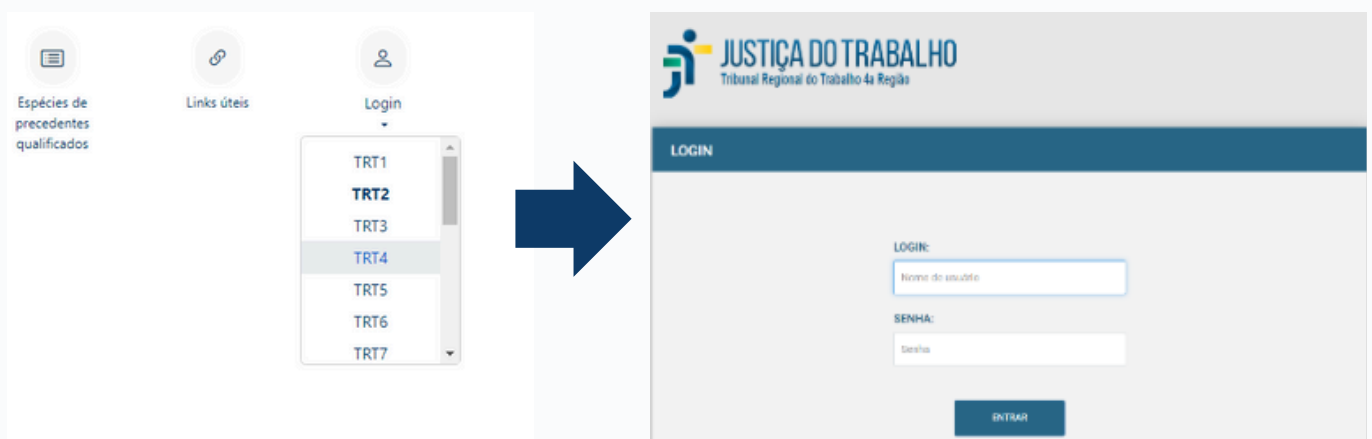 Espécies de
precedentes
qualificados
Links úteis
Login
TRT1
TRT2
TRT3
TRT4
TRT5
TRT6
TRT7
JUSTIÇA DO TRABALHO
Tribunal Regional do Trabalho 4a Região
LOGIN
LOGIN:
Nome do usuário
SENHA:
Senha
ENTRAR